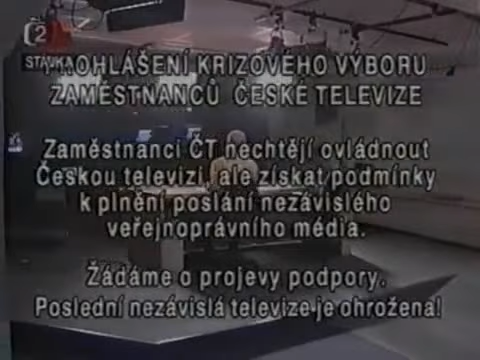 2
STÁVKA
PROHLÁŠENÍ KRIZOVÉHO VÝBORU
ZAMĚSTNANCŮ ČESKÉ TELEVIZE
Zaměstnanci ČT nechtějí ovládnout
Českou televizi, ale získat podmínky
k plnění poslání nezávislého
veřejnoprávního média.
Žádáme o projevy podpory.
Poslední nezávislá televize je ohrožena!